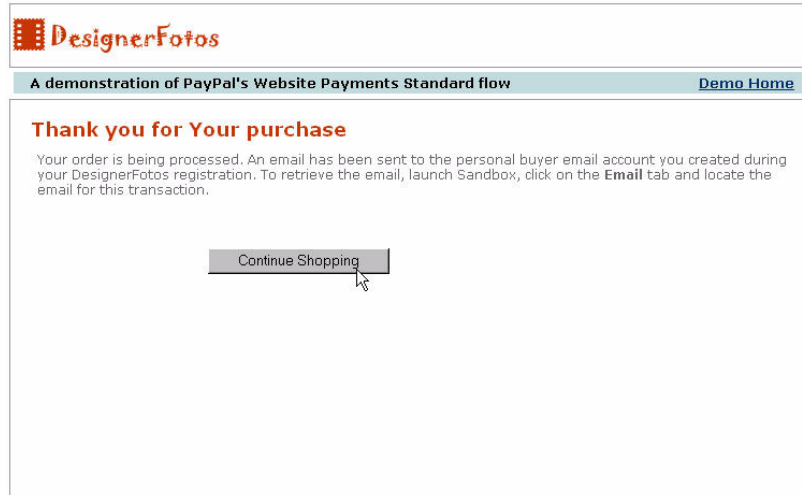 DesignerFotos
A demonstration of PayPal's Website Payments Standard flow Demo Home
Thank you for Your purchase
Your order is being processed. An email has been sent to the personal buyer email account you created during
your DesignerFotos registration. To retrieve the email, launch Sandbox, click on the Email tab and locate the
email for this transaction.
Continue Shopping